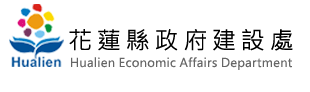 花蓮縣政府建設處
Hualien Hualien Economic Affairs Department